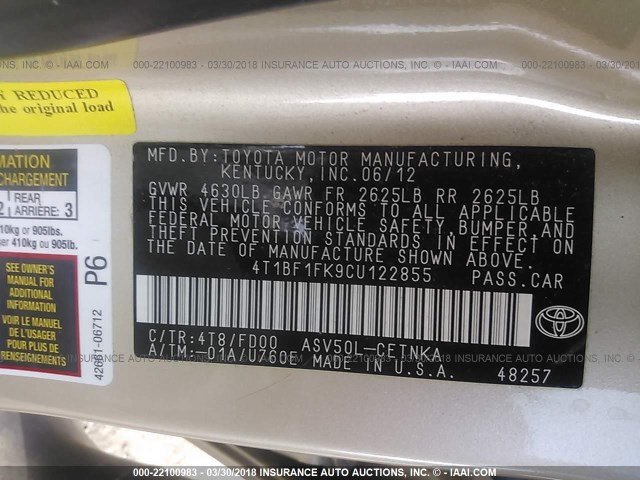 000-22100983 - 03/30/2018 INSURANCE AUTO AUCTIONS, INC. - © IAAI.COM
REDUCED
the original load
MATION
CHARGEMENT
2 REAR ARRIÈRE: 3
10kg or 905lbs.
410kg ou 905lb.
SEE OWNER'S
MANUAL FOR
ADDITIONAL
INFORMATION
VOIR LE MANUEL
DE L'USAGER
POUR PLUS DE
RENSEIGNEMENTS
P6
42661-06712
MFD.BY:TOYOTA MOTOR MANUFACTURING,
KENTUCKY, INC.06/12
GVWR 4630LB GAWR FR 2625LB RR 2625LB
THIS VEHICLE CONFORMS TO ALL APPLICABLE
FEDERAL MOTOR VEHICLE SAFETY,BUMPER,AND
THEFT PREVENTION STANDARDS IN EFFECT ON
THE DATE OF MANUFACTURE SHOWN ABOVE.
4T1BF1FK9CU122855 PASS.CAR
C/TR:4T8/FD00 ASV50L-CETNKA
A/TM:-01A/U760E MADE IN U.S.A.
48257
TOYOTA
000-22100983 - 03/30/2018 INSURANCE AUTO AUCTIONS, INC. - © IAAI.COM